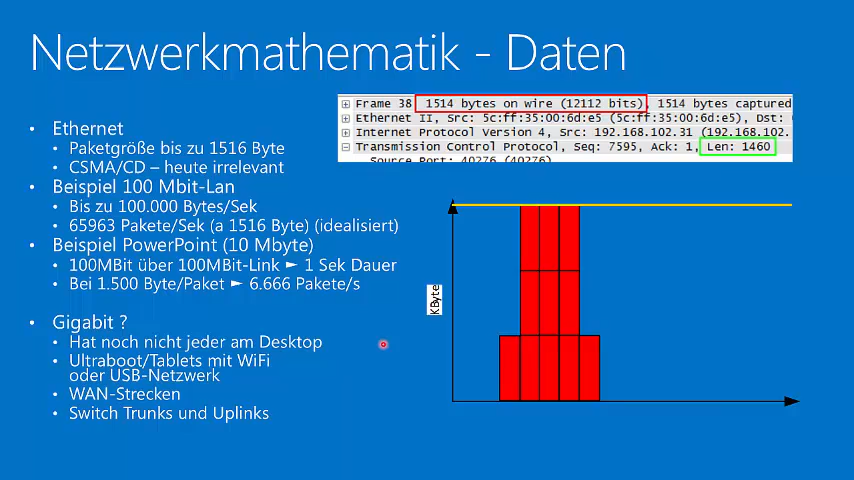 Netzwerkmathematik - Daten
• Ethernet
• Paketgröße bis zu 1516 Byte
• CSMA/CD – heute irrelevant
• Beispiel 100 Mbit-Lan
• Bis zu 100.000 Bytes/Sek
• 65963 Pakete/Sek (a 1516 Byte) (idealisiert)
• Beispiel PowerPoint (10 Mbyte)
• 100MBit über 100MBit-Link ► 1 Sek Dauer
• Bei 1.500 Byte/Paket ► 6.666 Pakete/s
• Gigabit ?
• Hat noch nicht jeder am Desktop
• Ultraboot/Tablets mit WiFi
oder USB-Netzwerk
• WAN-Strecken
• Switch Trunks und Uplinks
Frame 38 1514 bytes on wire (12112 bits), 1514 bytes captured
Ethernet II, Src: 5c:ff:35:00:6d:e5 (5c:ff:35:00:6d:e5), Dst:
Internet Protocol Version 4, Src: 192.168.102.31 (192.168.102.
Transmission Control Protocol, Seq: 7595, Ack: 1, Len: 1460
Source Port: 40276 (40276)
KByte